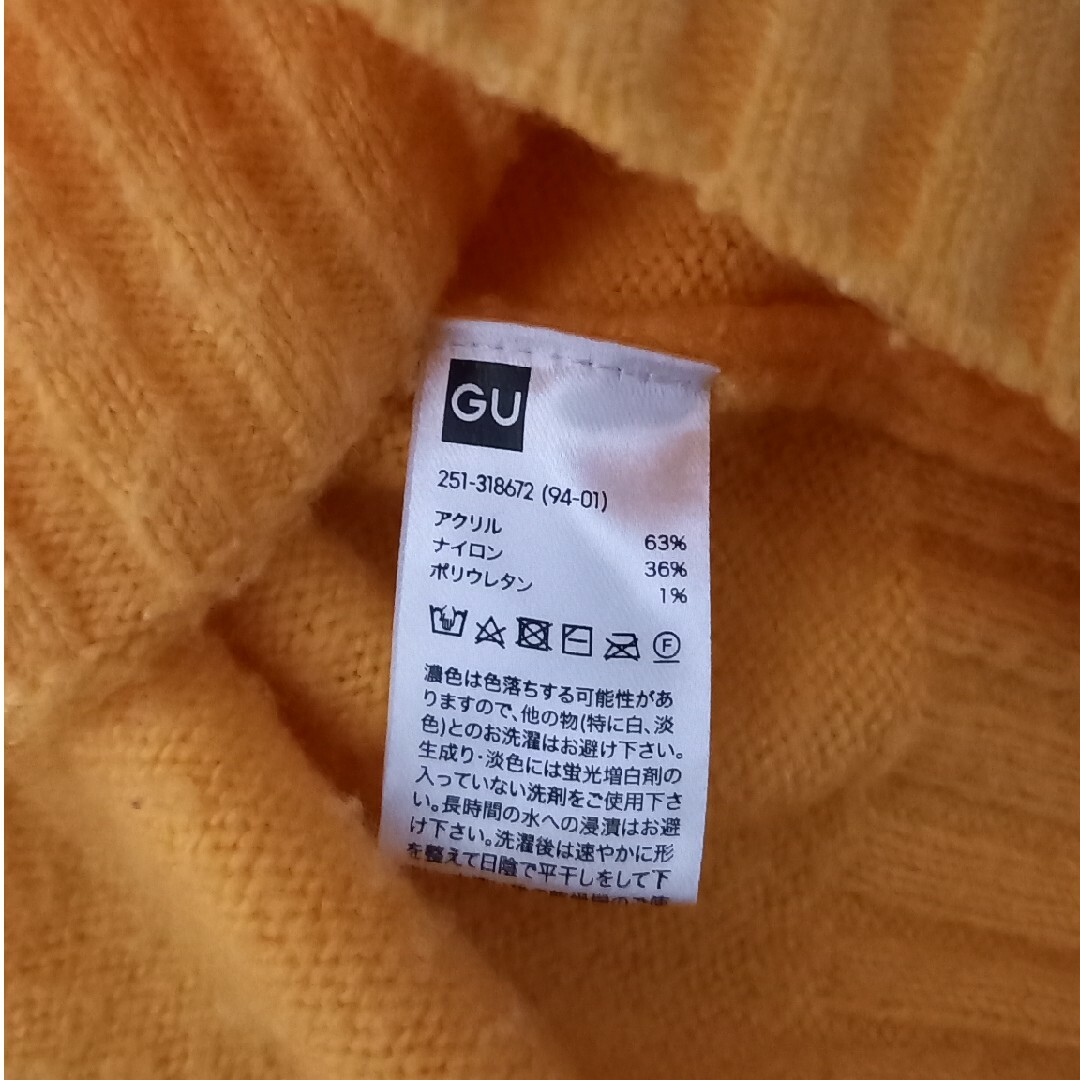 GU
251-318672 (94-01)
アクリル 63%
ナイロン 36%
ポリウレタン 1%
F
濃色は色落ちする可能性があ
りますので、他の物(特に白、淡
色)とのお洗濯はお避け下さい。
生成り・淡色には蛍光増白剤の
入っていない洗剤をご使用下さ
い。長時間の水への浸漬はお避
け下さい。洗濯後は速やかに形
を整えて日陰で平干しをして下